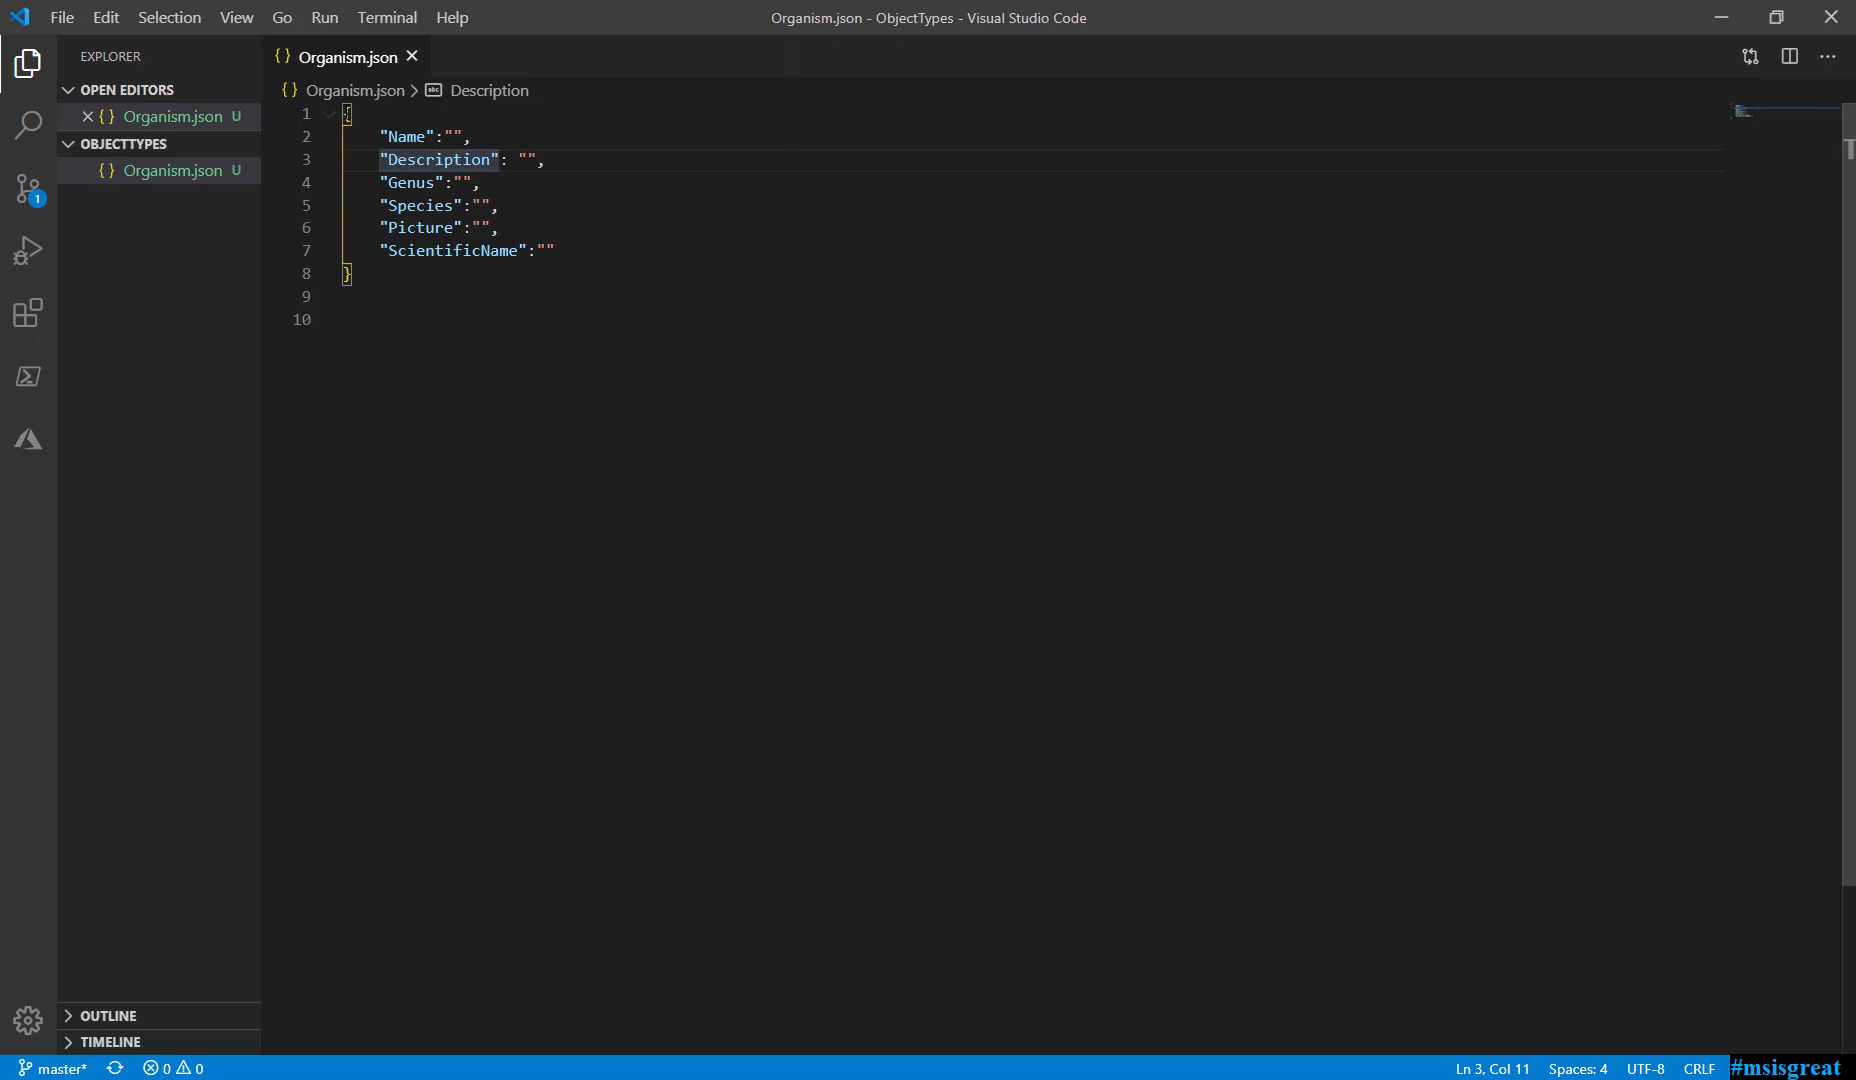 File Edit Selection View Go Run Terminal Help Organism.json - ObjectTypes - Visual Studio Code
EXPLORER
OPEN EDITORS
Organism.json U
OBJECTTYPES
Organism.json U
OUTLINE
TIMELINE
1
Organism.json
{} Organism.json > Description
1 {
2 "Name":"",
3 "Description": "",
4 "Genus":"",
5 "Species":"",
6 "Picture":"",
7 "ScientificName":""
8 }
9
10
master* 0 0 Ln 3, Col 11 Spaces: 4 UTF-8 CRLF #msisgreat